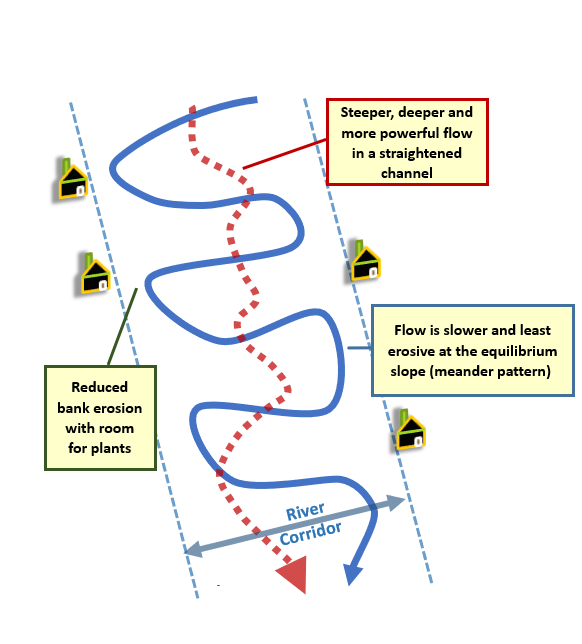 Steeper, deeper and
more powerful flow
in a straightened
channel
Flow is slower and least
erosive at the equilibrium
slope (meander pattern)
Reduced
bank erosion
with room
for plants
River
Corridor